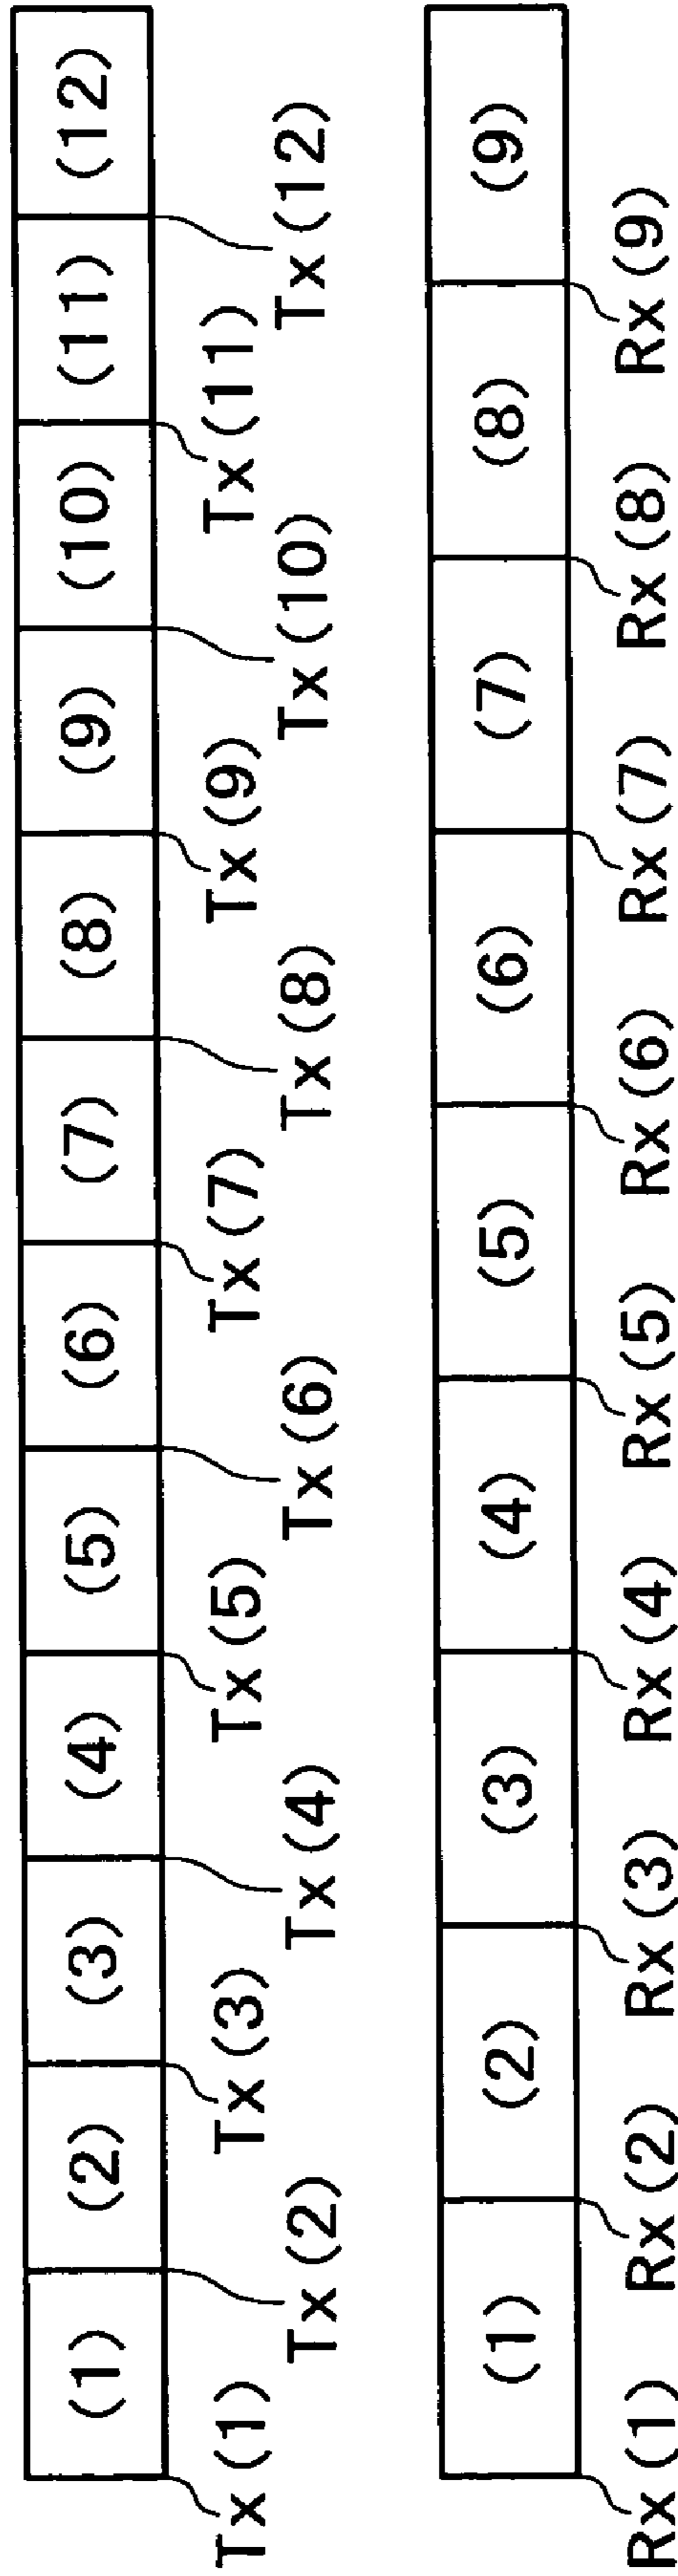 (1) (2) (3) (4) (5) (6) (7) (8) (9) (10) (11) (12)
Tx(1) Tx(3) Tx(5) Tx(7) Tx(9) Tx(11)
Tx(2) Tx(4) Tx(6) Tx(8) Tx(10) Tx(12)
(1) (2) (3) (4) (5) (6) (7) (8) (9)
Rx(1) Rx(2) Rx(3) Rx(4) Rx(5) Rx(6) Rx(7) Rx(8) Rx(9)